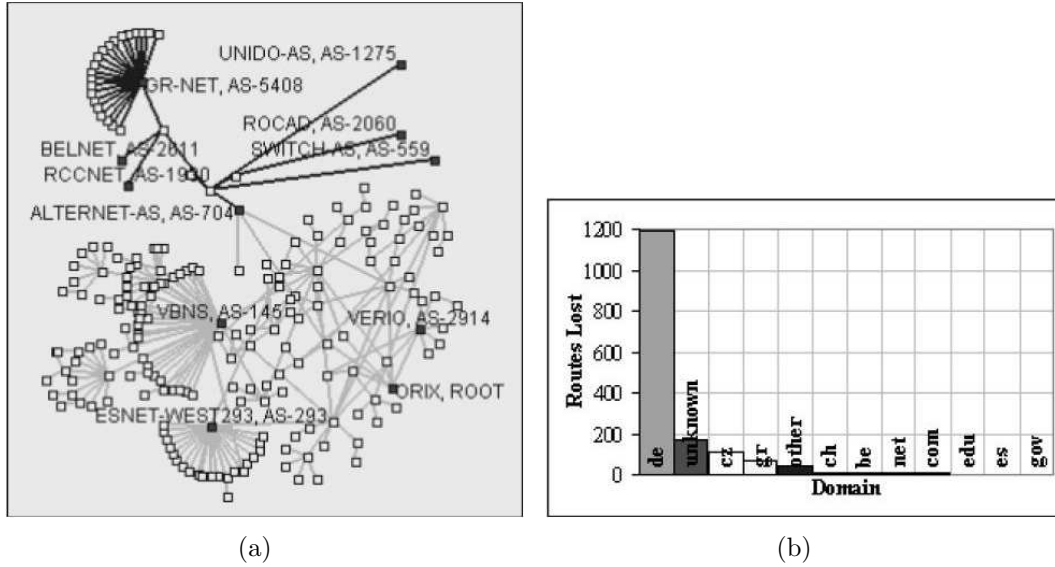 UNIDO-AS, AS-1275
GR-NET, AS-5408
ROCAD, AS-2060
BELNET, AS-2611
SWITCH-AS, AS-559
RCCNET, AS-1930
ALTERNET-AS, AS-704
VBNS, AS-145
VERIO, AS-2914
ORIX, ROOT
ESNET-WEST293, AS-293
(a)
Routes Lost
1200
1000
800
600
400
200
0
de
unknown
cz
gr
other
ch
be
net
com
edu
es
gov
Domain
(b)